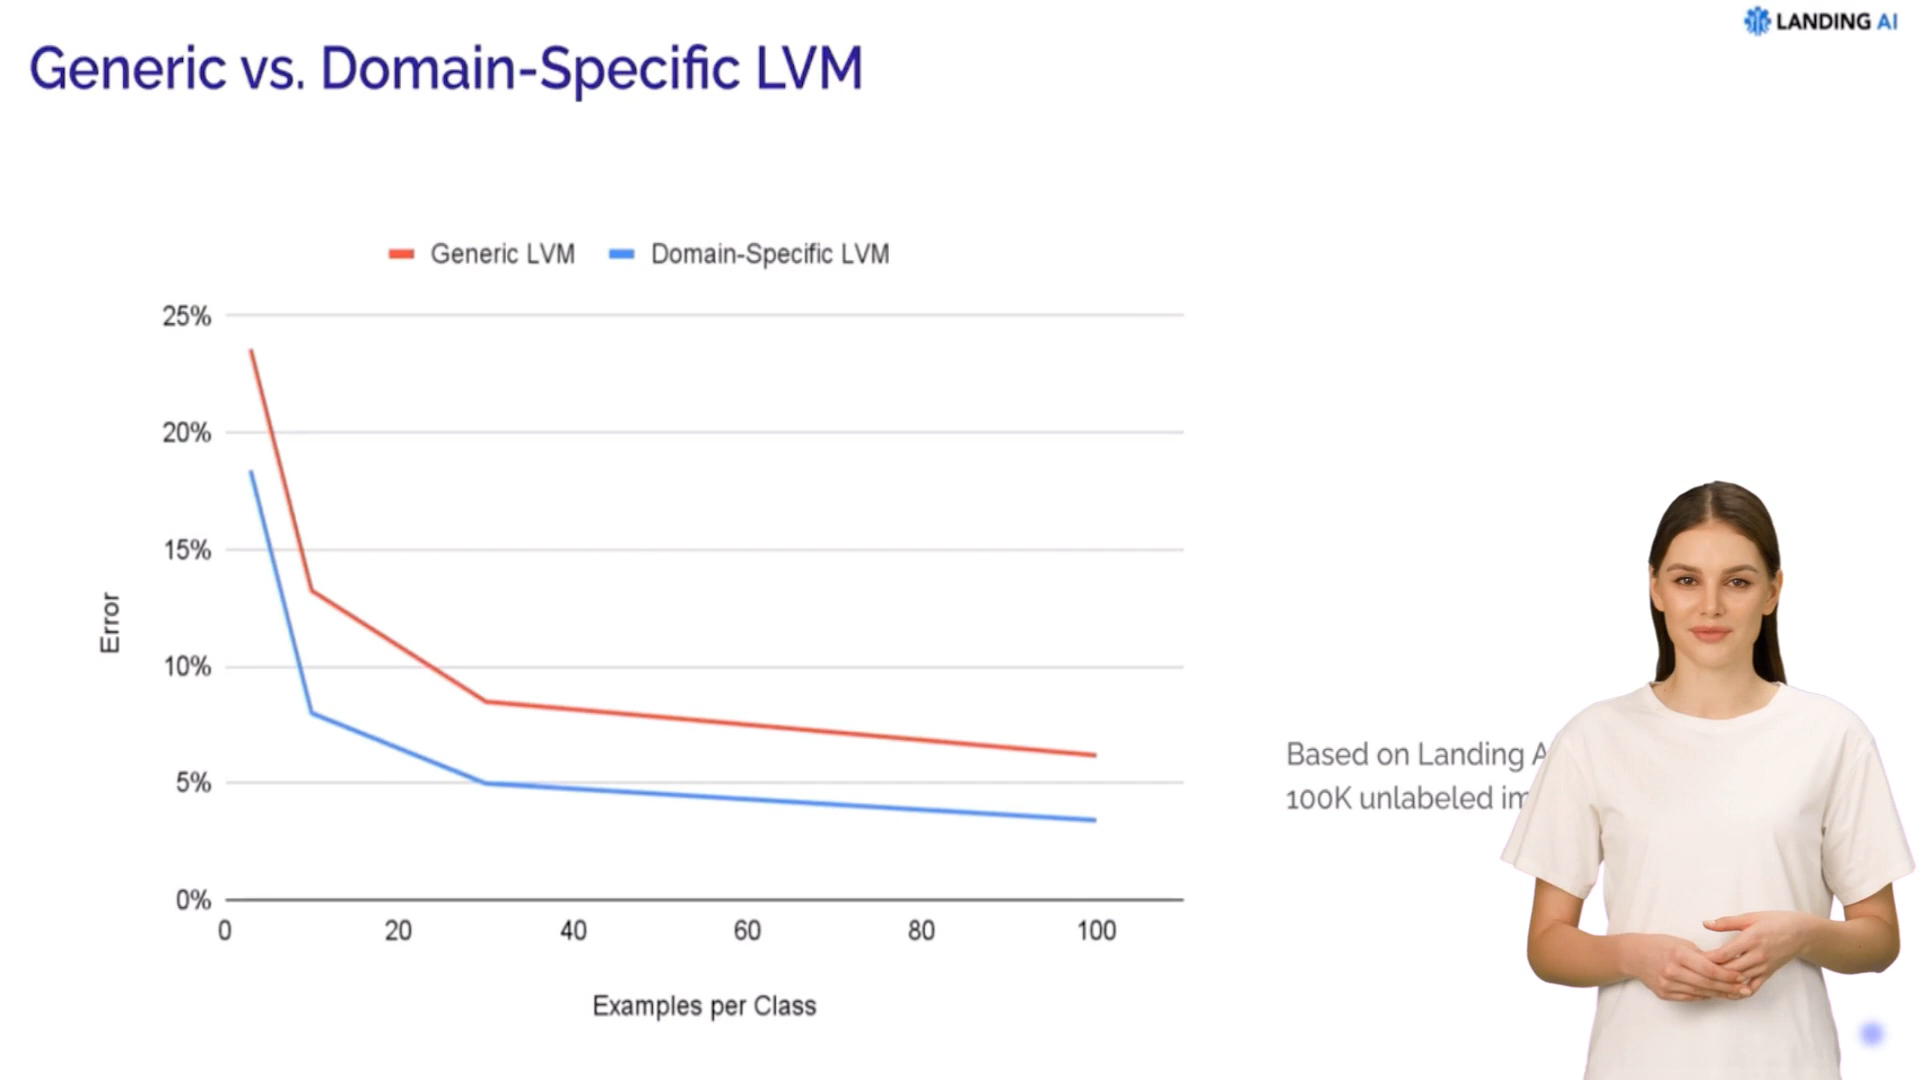 LANDING AI
Generic vs. Domain-Specific LVM
Generic LVM
Domain-Specific LVM
25%
20%
15%
10%
5%
0%
Error
0 20 40 60 80 100
Examples per Class
Based on Landing
100K unlabeled